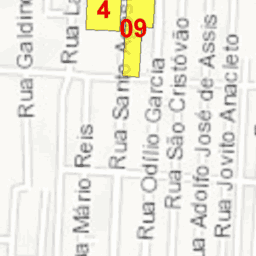 4
09
Rua Galdin
Rua La
Rua Santo A
Rua Mário Reis
Rua Odílio Garcia
Rua São Cristóvão
Rua Adolfo José de Assis
Rua Jovito Anacleto